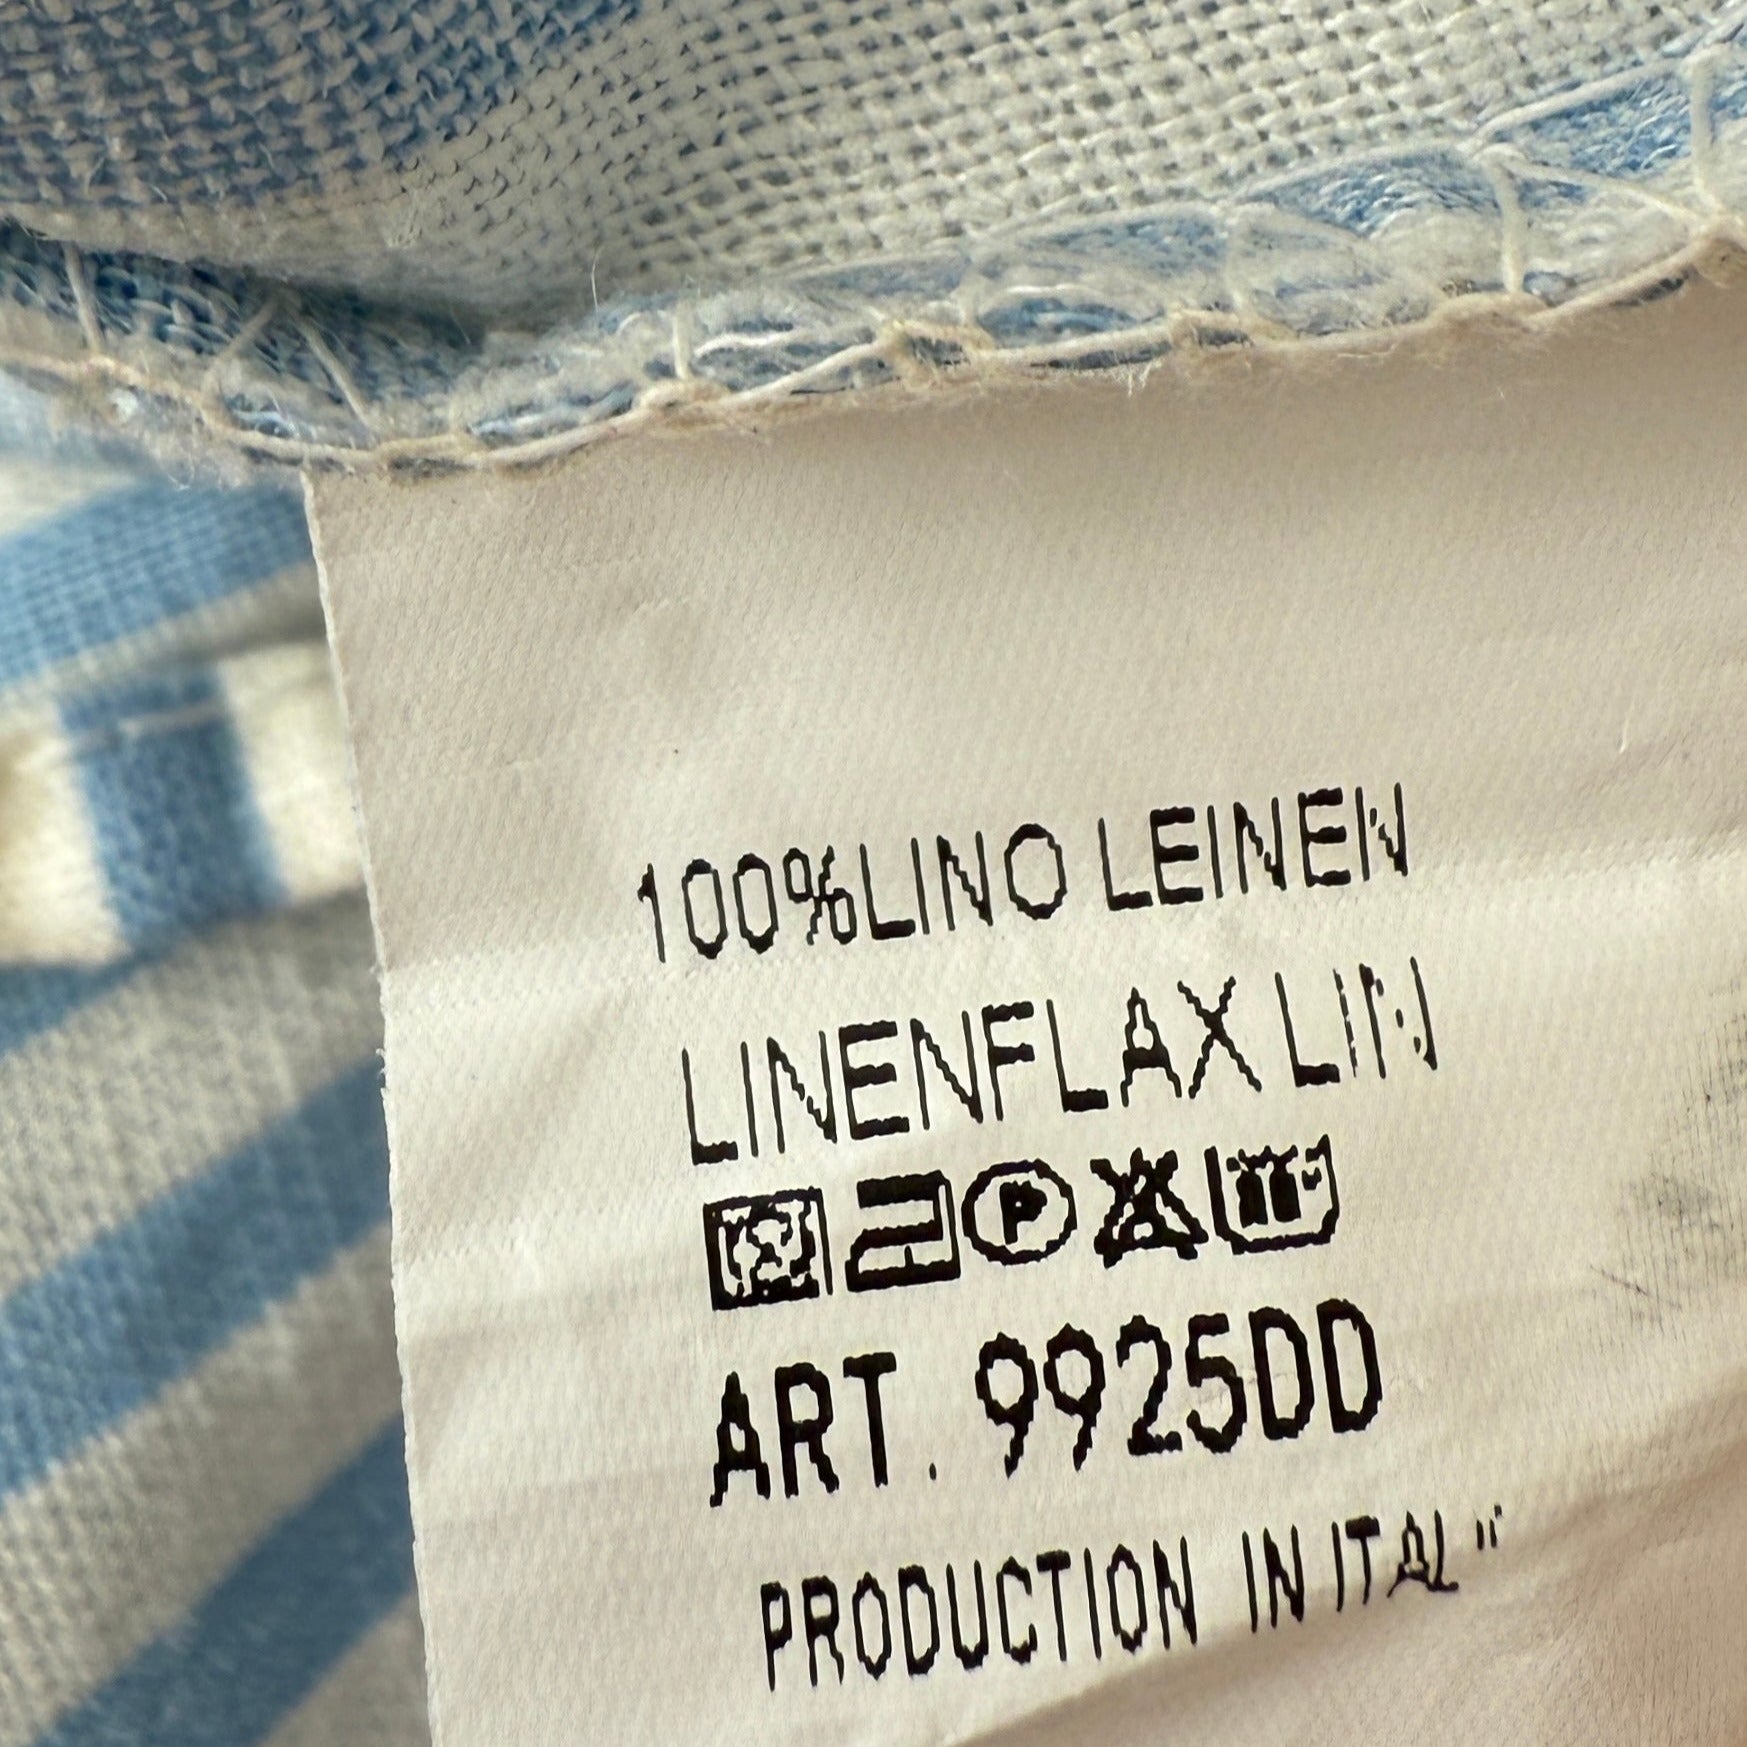 100%LINO LEINEN
LINENFLAX LIN
P
ART. 9925DD
PRODUCTION IN ITAL